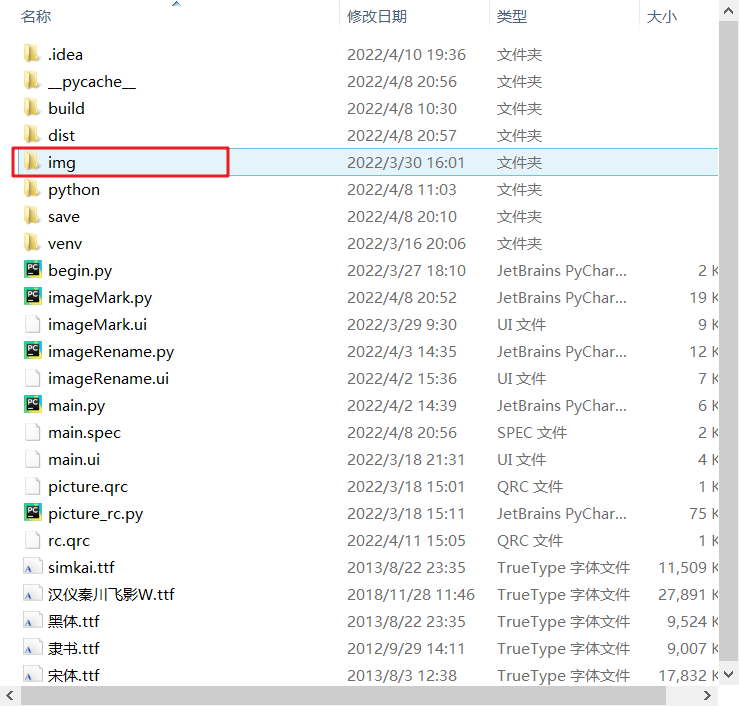 名称 修改日期 类型 大小
.idea 2022/4/10 19:36 文件夹
__pycache__ 2022/4/8 20:56 文件夹
build 2022/4/8 10:30 文件夹
dist 2022/4/8 20:57 文件夹
img 2022/3/30 16:01 文件夹
python 2022/4/8 11:03 文件夹
save 2022/4/8 20:10 文件夹
venv 2022/3/16 20:06 文件夹
begin.py 2022/3/27 18:10 JetBrains PyChar... 2 K
imageMark.py 2022/4/8 20:52 JetBrains PyChar... 19 K
imageMark.ui 2022/3/29 9:30 UI 文件 9 K
imageRename.py 2022/4/3 14:35 JetBrains PyChar... 12 K
imageRename.ui 2022/4/2 15:36 UI 文件 7 K
main.py 2022/4/2 14:39 JetBrains PyChar... 6 K
main.spec 2022/4/8 20:56 SPEC 文件 2 K
main.ui 2022/3/18 21:31 UI 文件 4 K
picture.qrc 2022/3/18 15:01 QRC 文件 1 K
picture_rc.py 2022/3/18 15:11 JetBrains PyChar... 75 K
rc.qrc 2022/4/11 15:05 QRC 文件 1 K
simkai.ttf 2013/8/22 23:35 TrueType 字体文件 11,509 K
汉仪秦川飞影W.ttf 2018/11/28 11:46 TrueType 字体文件 27,891 K
黑体.ttf 2013/8/22 23:35 TrueType 字体文件 9,524 K
隶书.ttf 2012/9/29 14:11 TrueType 字体文件 9,007 K
宋体.ttf 2013/8/3 12:38 TrueType 字体文件 17,832 K